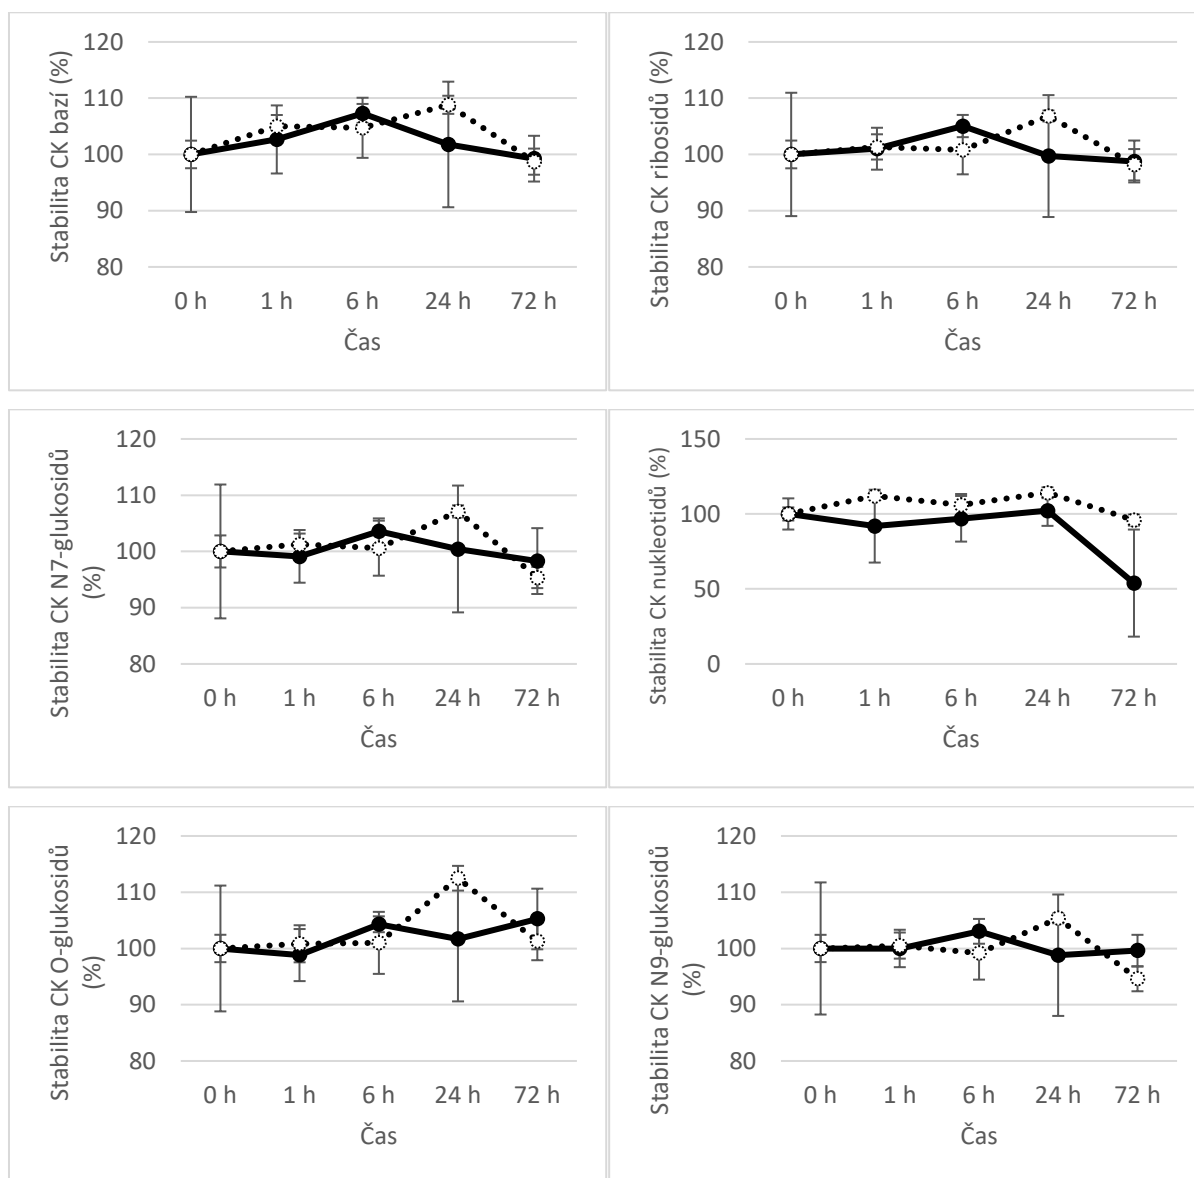 Stabilita CK bazí (%)
120
110
100
90
80
0 h 1 h 6 h 24 h 72 h
Čas
Stabilita CK ribosidů (%)
120
110
100
90
80
0 h 1 h 6 h 24 h 72 h
Čas
Stabilita CK N7-glukosidů
(%)
120
110
100
90
80
0 h 1 h 6 h 24 h 72 h
Čas
Stabilita CK nukleotidů (%)
150
100
50
0
0 h 1 h 6 h 24 h 72 h
Čas
Stabilita CK O-glukosidů
(%)
120
110
100
90
80
0 h 1 h 6 h 24 h 72 h
Čas
Stabilita CK N9-glukosidů
(%)
120
110
100
90
80
0 h 1 h 6 h 24 h 72 h
Čas